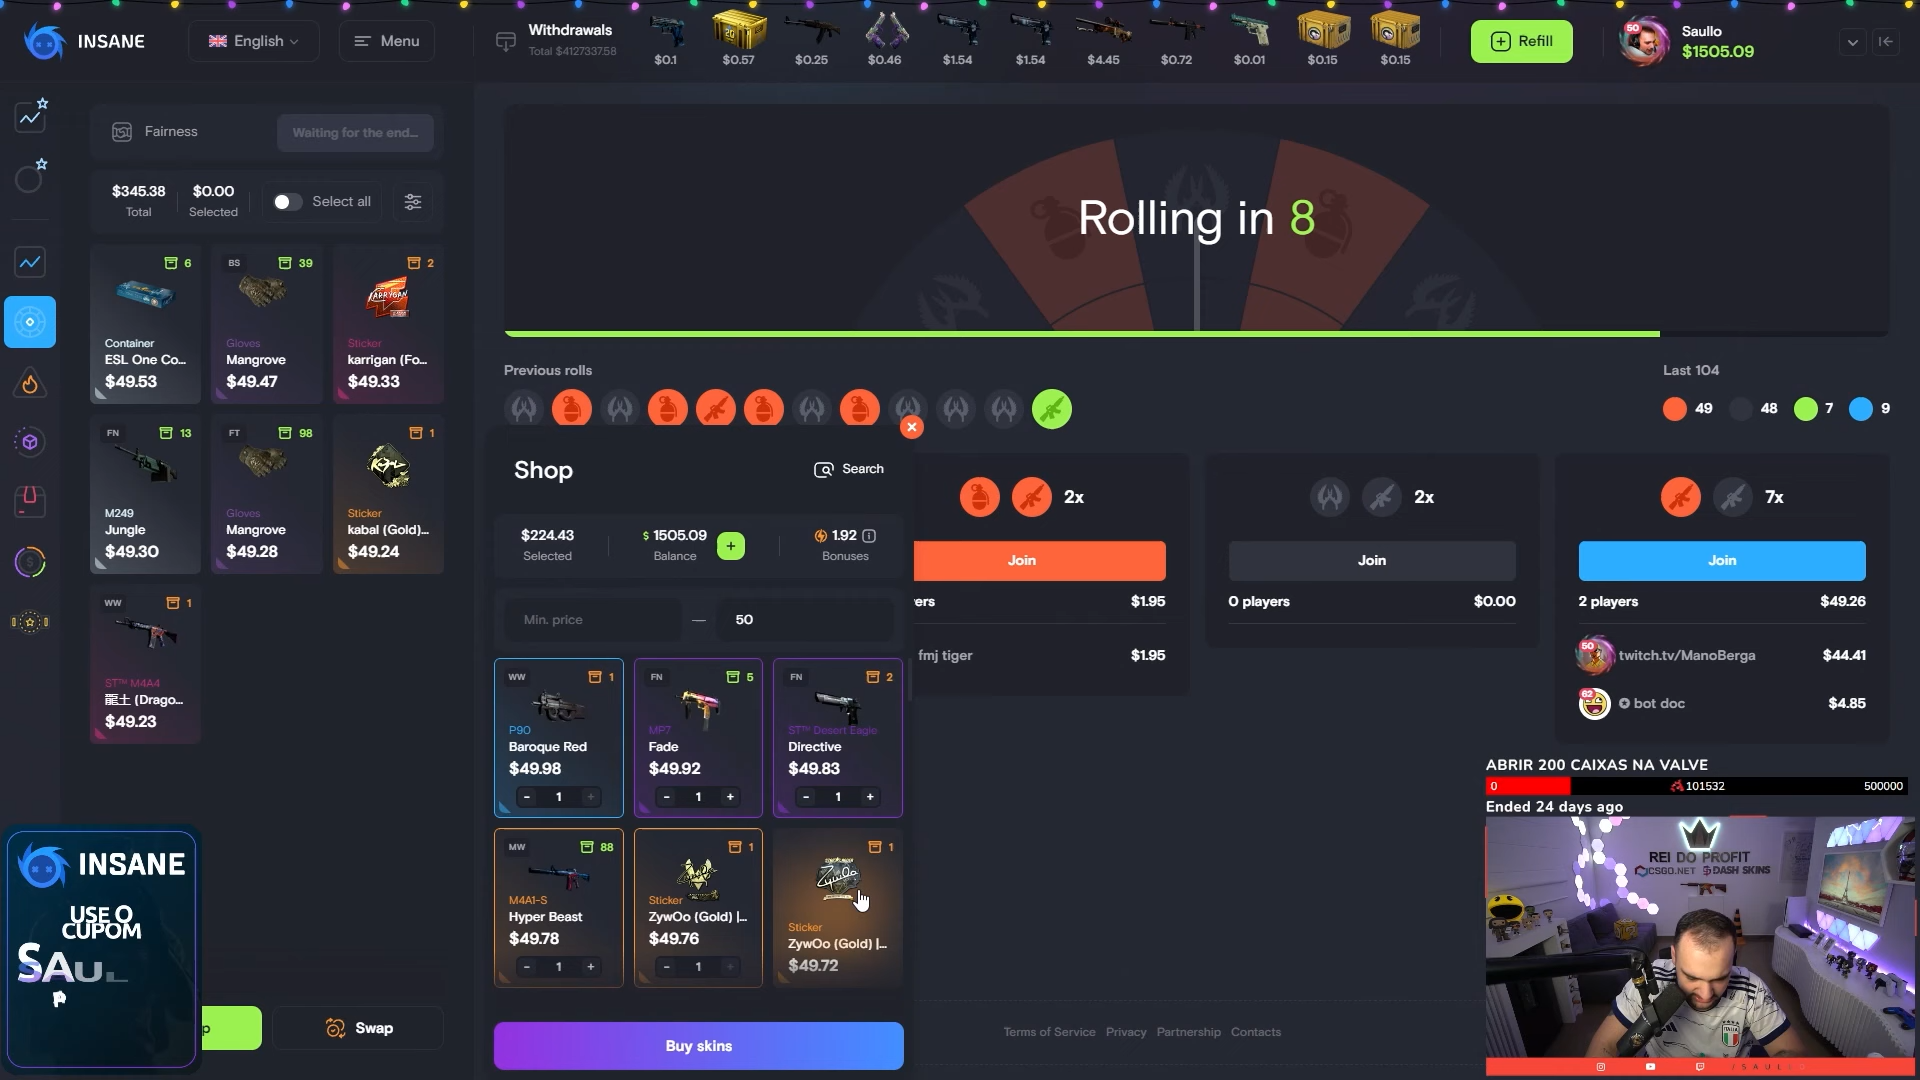 INSANE
English
Menu
Withdrawals
Total $412733758
$0.1
$0.57
$0.25
$0.46
$1.54
$1.54
$4.45
$0.72
$0.01
$0.15
$0.15
Refill
50
Saullo
$1505.09
Fairness
Waiting for the end...
$345.38
Total
$0.00
Selected
Select all
6
Container
ESL One Co...
$49.53
BS
39
Gloves
Mangrove
$49.47
2
Sticker
karrigan (Fo...
$49.33
FN
13
M249
Jungle
$49.30
FT
98
Gloves
Mangrove
$49.28
1
Sticker
kabal (Gold)...
$49.24
WW
1
ST™ M4A4
龍王 (Drago...
$49.23
Rolling in 8
Previous rolls
Last 104
49
48
7
9
Shop
Search
$224.43
Selected
$ 1505.09
Balance
1.92
Bonuses
Min. price
—
50
WW
1
P90
Baroque Red
$49.98
- 1 +
FN
5
MP7
Fade
$49.92
- 1 +
FN
2
ST™ Desert Eagle
Directive
$49.83
- 1 +
MW
88
M4A1-S
Hyper Beast
$49.78
- 1 +
1
Sticker
ZywOo (Gold) |...
$49.76
- 1 +
1
Sticker
ZywOo (Gold) |...
$49.72
Buy skins
2x
Join
ers
$1.95
fmj tiger
$1.95
2x
Join
0 players
$0.00
7x
Join
2 players
$49.26
50
twitch.tv/ManoBerga
$44.41
62
bot doc
$4.85
ABRIR 200 CAIXAS NA VALVE
0
101532
500000
Ended 24 days ago
REI DO PROFIT
CSGO.NET
DASH SKINS
INSANE
USE O
CUPOM
SAUL
P
p
Swap
Terms of Service
Privacy
Partnership
Contacts